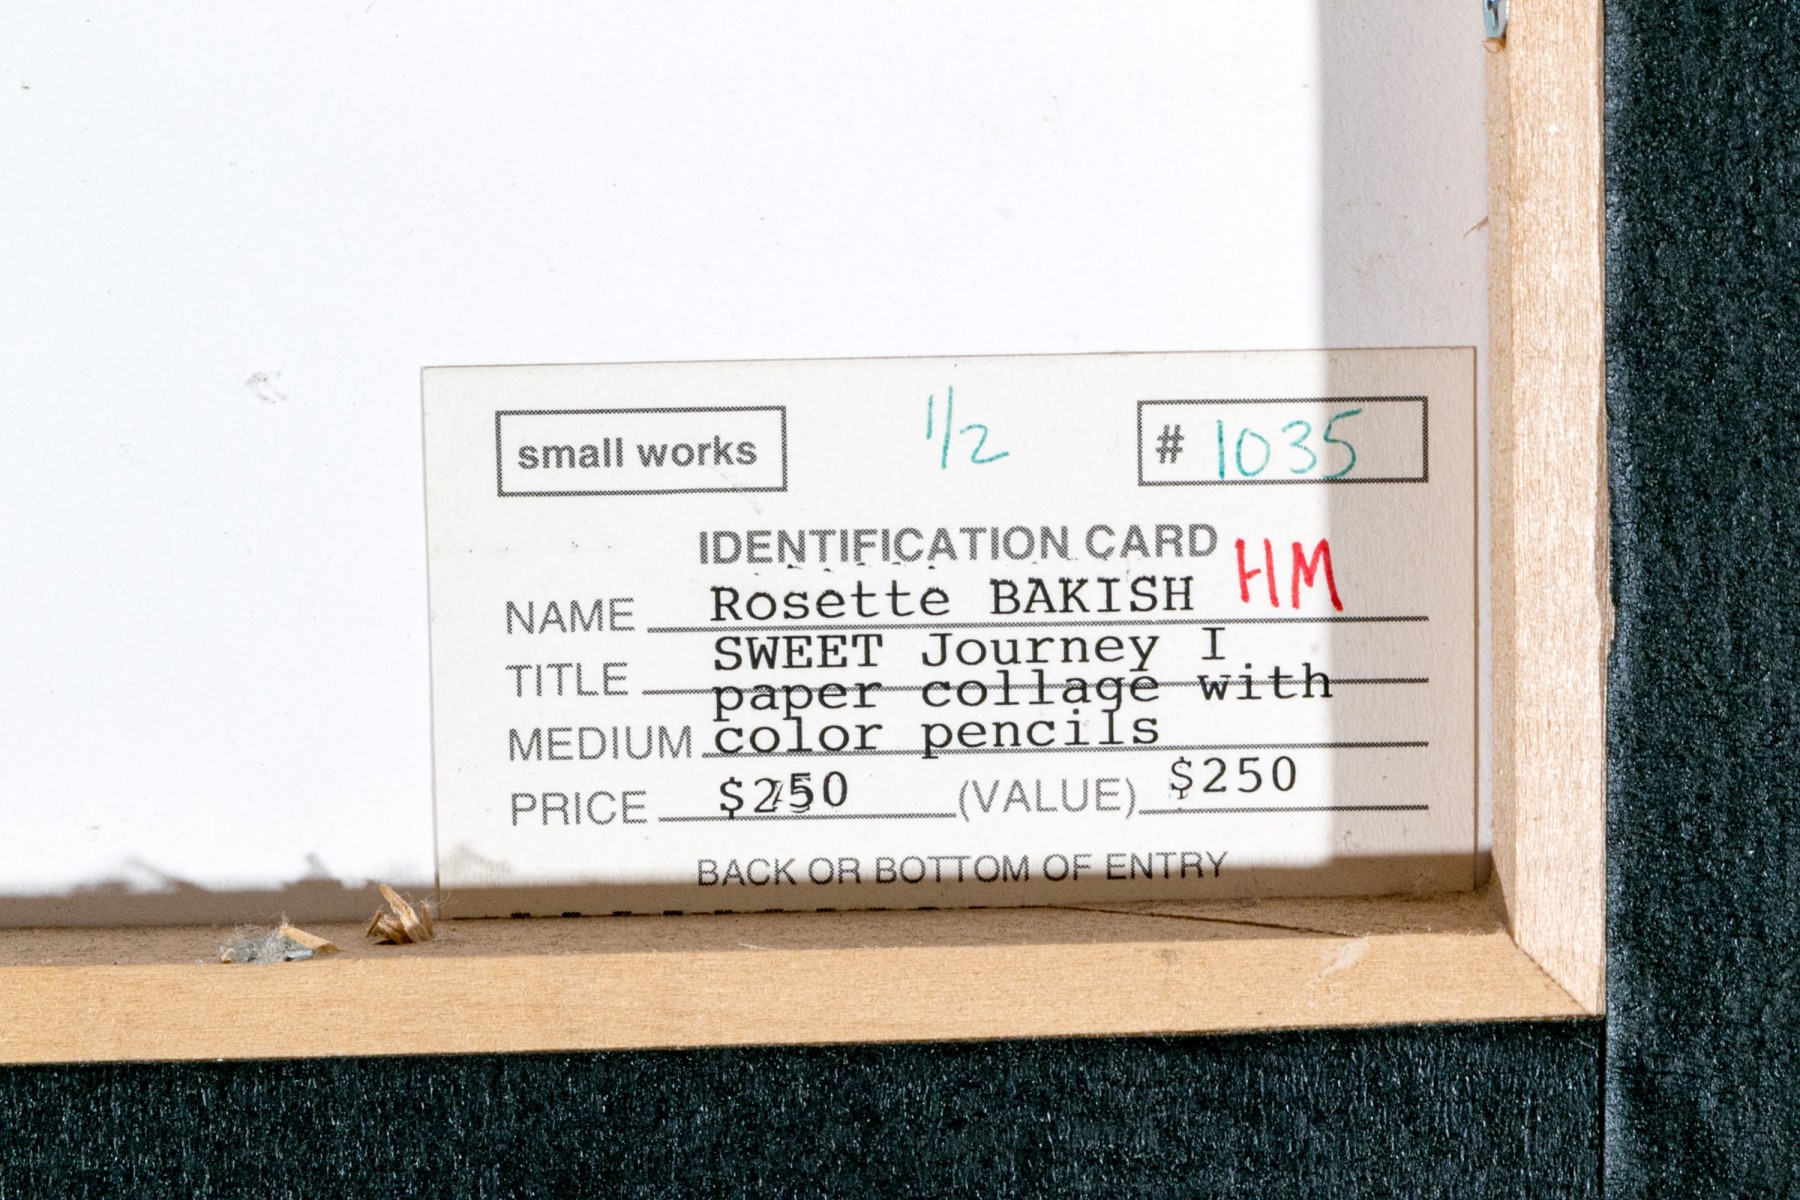 small works 1/2 # 1035
IDENTIFICATION CARD HM
NAME Rosette BAKISH
TITLE SWEET Journey I
paper collage with
MEDIUM color pencils
PRICE $250 (VALUE) $250
BACK OR BOTTOM OF ENTRY